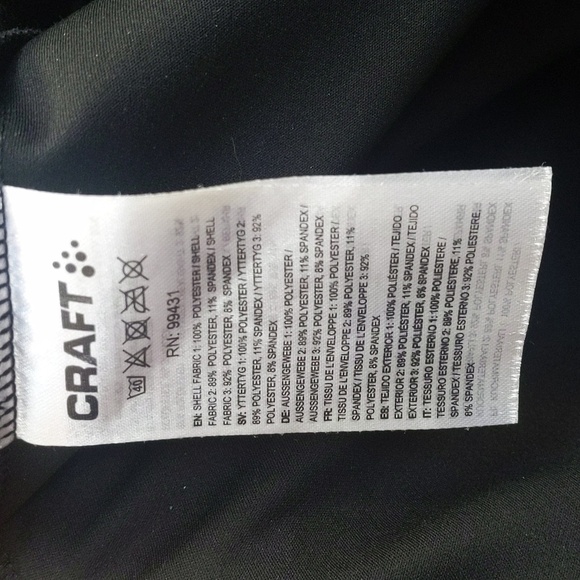 CRAFT
RN: 99431
EN: SHELL FABRIC 1: 100% POLYESTER / SHELL
FABRIC 2: 89% POLYESTER, 11% SPANDEX / SHELL
FABRIC 3: 92% POLYESTER, 8% SPANDEX
SV: YTTERTYG 1: 100% POLYESTER / YTTERTYG 2:
89% POLYESTER, 11% SPANDEX / YTTERTYG 3: 92%
POLYESTER, 8% SPANDEX
DE: AUSSENGEWEBE 1: 100% POLYESTER /
AUSSENGEWEBE 2: 89% POLYESTER, 11% SPANDEX /
AUSSENGEWEBE 3: 92% POLYESTER, 8% SPANDEX
FR: TISSU DE L'ENVELOPPE 1: 100% POLYESTER /
TISSU DE L'ENVELOPPE 2: 89% POLYESTER, 11%
SPANDEX / TISSU DE L'ENVELOPPE 3: 92%
POLYESTER, 8% SPANDEX
ES: TEJIDO EXTERIOR 1: 100% POLIÉSTER / TEJIDO
EXTERIOR 2: 89% POLIÉSTER, 11% SPANDEX / TEJIDO
EXTERIOR 3: 92% POLIÉSTER, 8% SPANDEX
IT: TESSURO ESTERNO 1: 100% POLIESTERE /
TESSURO ESTERNO 2: 89% POLIESTERE, 11%
SPANDEX / TESSURO ESTERNO 3: 92% POLIESTERE,
8% SPANDEX